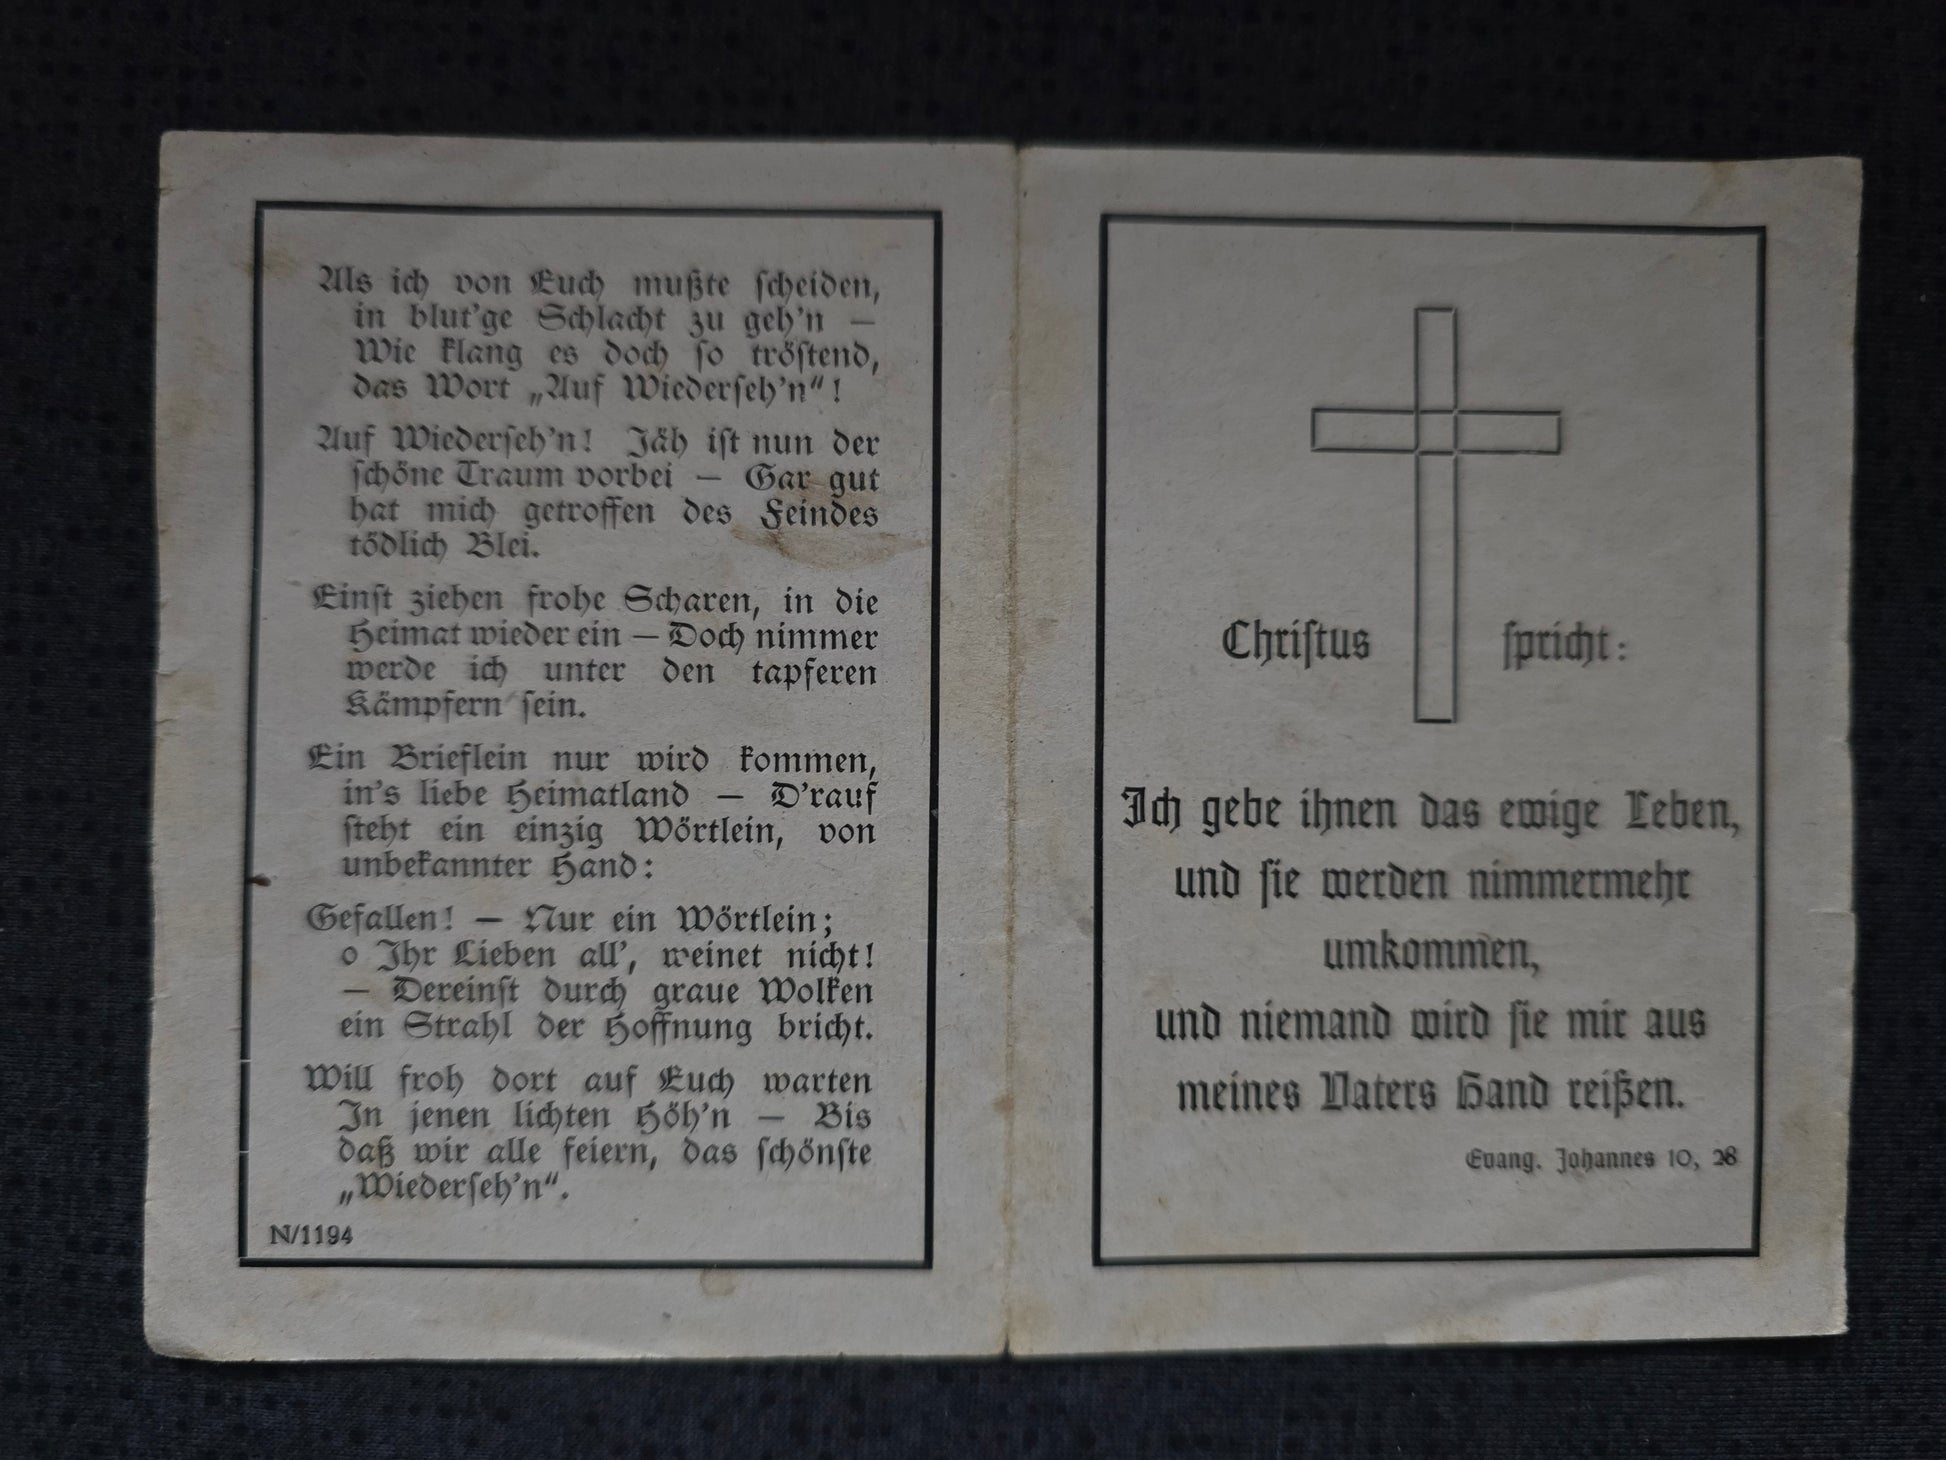 Als ich von Euch mußte scheiden,
in blut'ge Schlacht zu geh'n —
Wie klang es doch so tröstend,
das Wort „Auf Wiederseh'n“!
Auf Wiederseh'n! Jäh ist nun der
schöne Traum vorbei — Gar gut
hat mich getroffen des Feindes
tödlich Blei.
Einst ziehen frohe Scharen, in die
Heimat wieder ein — Doch nimmer
werde ich unter den tapferen
Kämpfern sein.
Ein Brieflein nur wird kommen,
in's liebe Heimatland — D'rauf
steht ein einzig Wörtlein, von
unbekannter Hand:
Gefallen! — Nur ein Wörtlein;
o Ihr Lieben all', weinet nicht!
— Dereinst durch graue Wolken
ein Strahl der Hoffnung bricht.
Will froh dort auf Euch warten
In jenen lichten Höh'n — Bis
daß wir alle feiern, das schönste
„Wiederseh'n“.
N/1194
Christus spricht:
Ich gebe ihnen das ewige Leben,
und sie werden nimmermehr
umkommen,
und niemand wird sie mir aus
meines Vaters Hand reißen.
Evang. Johannes 10, 28